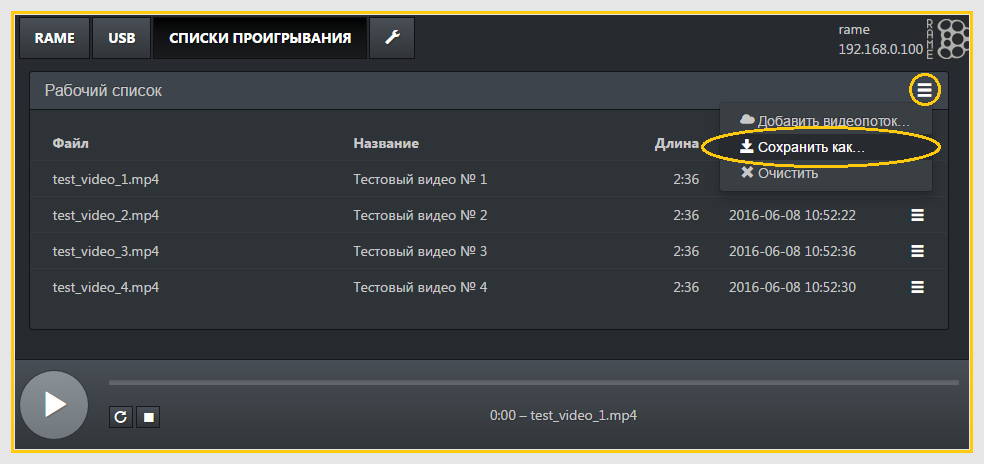 RAME USB СПИСКИ ПРОИГРЫВАНИЯ rame
192.168.0.100
RAME
Рабочий список
Добавить видеопоток...
Файл Название Длина Сохранить как...
test_video_1.mp4 Тестовый видео № 1 2:36 Очистить
test_video_2.mp4 Тестовый видео № 2 2:36 2016-06-08 10:52:22
test_video_3.mp4 Тестовый видео № 3 2:36 2016-06-08 10:52:36
test_video_4.mp4 Тестовый видео № 4 2:36 2016-06-08 10:52:30
0:00 – test_video_1.mp4